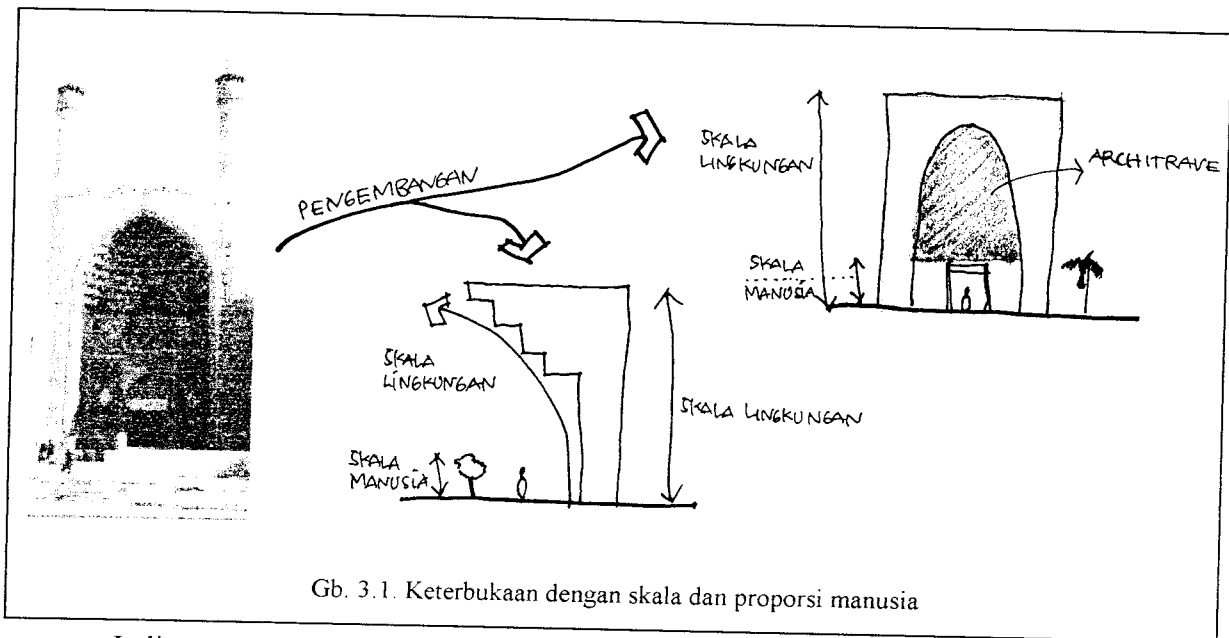 PENGEMBANGAN
SKALA
LINGKUNGAN
ARCHITRAVE
SKALA
MANUSIA
SKALA
LINGKUNGAN
SKALA LINGKUNGAN
SKALA
MANUSIA
Gb. 3.1. Keterbukaan dengan skala dan proporsi manusia